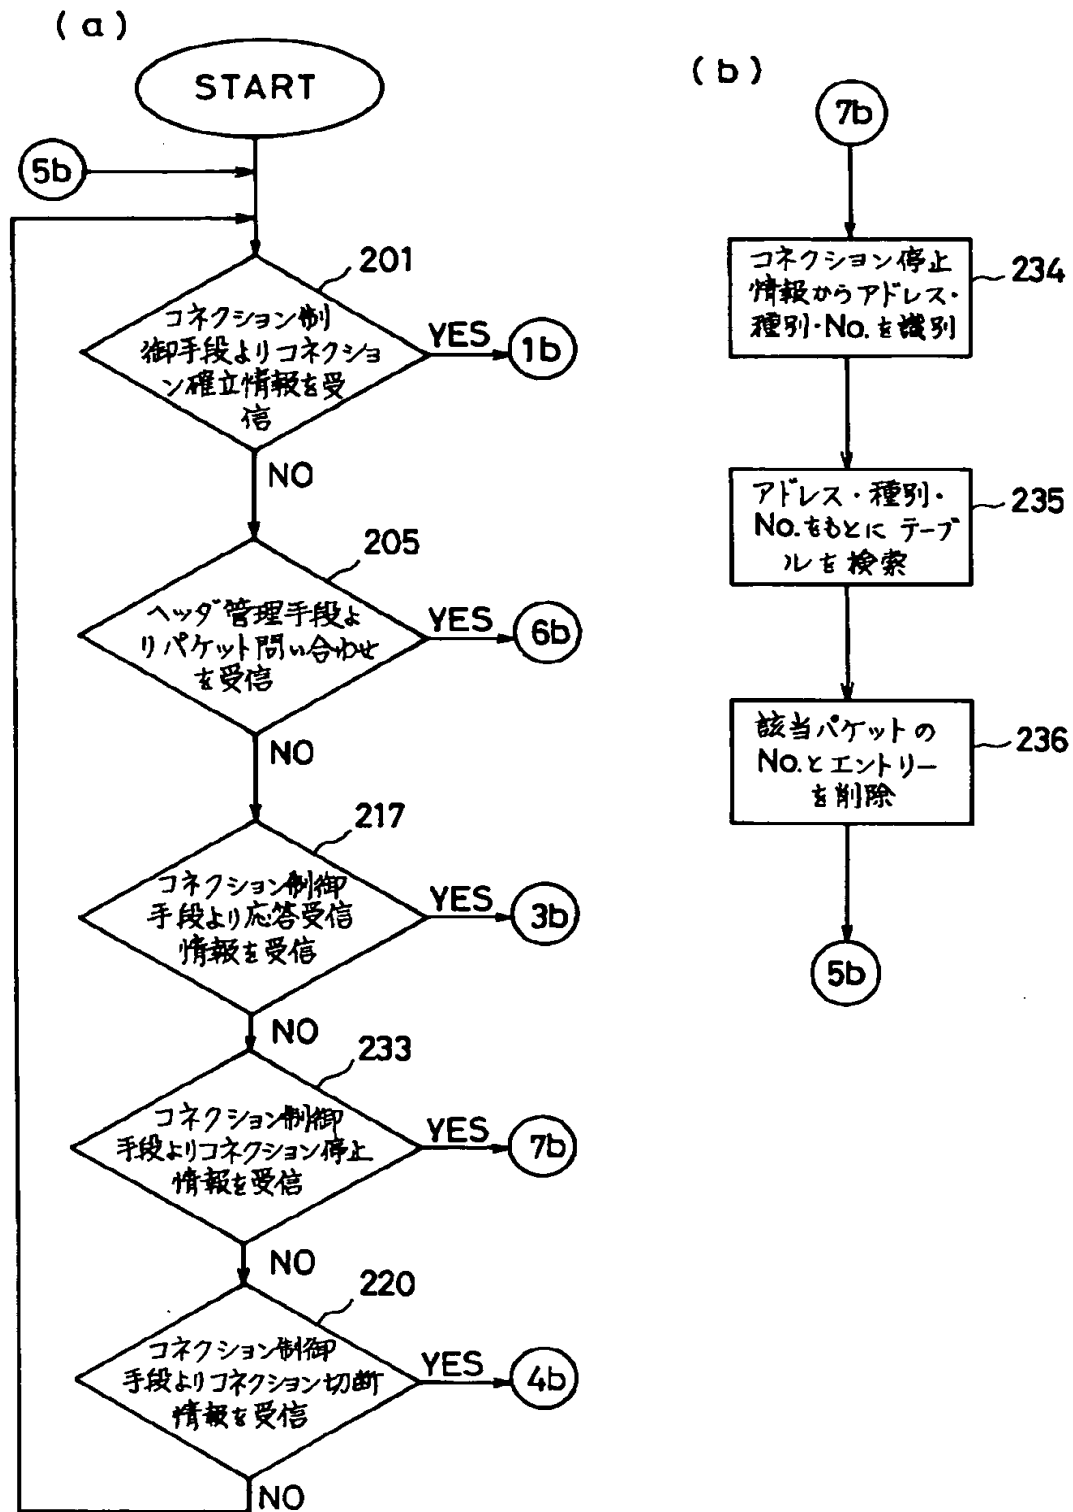 (a)
START
5b
201
コネクション制
御手段よりコネクショ
ン確立情報を受
信
YES
1b
NO
205
ヘッダ管理手段よ
りパケット問い合わせ
を受信
YES
6b
NO
217
コネクション制御
手段より応答受信
情報を受信
YES
3b
NO
233
コネクション制御
手段よりコネクション停止
情報を受信
YES
7b
NO
220
コネクション制御
手段よりコネクション切断
情報を受信
YES
4b
NO
(b)
7b
コネクション停止
情報からアドレス・
種別・No.を識別
234
アドレス・種別・
No.をもとにテーブ
ルを検索
235
該当パケットの
No.とエントリー
を削除
236
5b